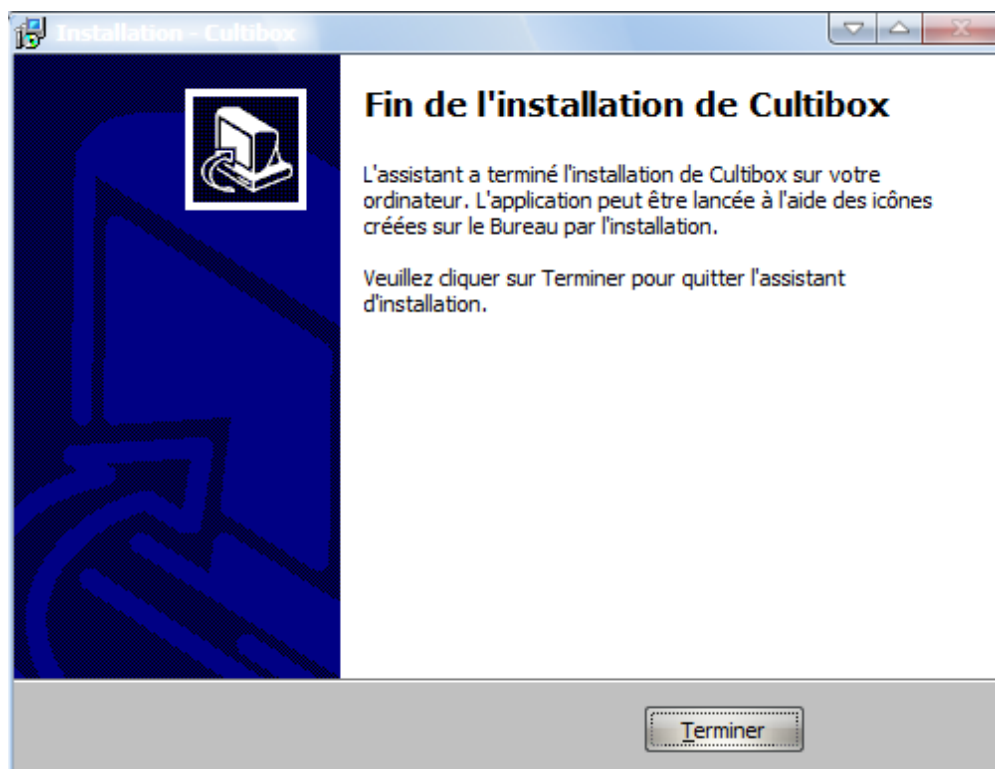 Installation - Cultibox
Fin de l'installation de Cultibox
L'assistant a terminé l'installation de Cultibox sur votre
ordinateur. L'application peut être lancée à l'aide des icônes
créées sur le Bureau par l'installation.
Veuillez cliquer sur Terminer pour quitter l'assistant
d'installation.
Terminer